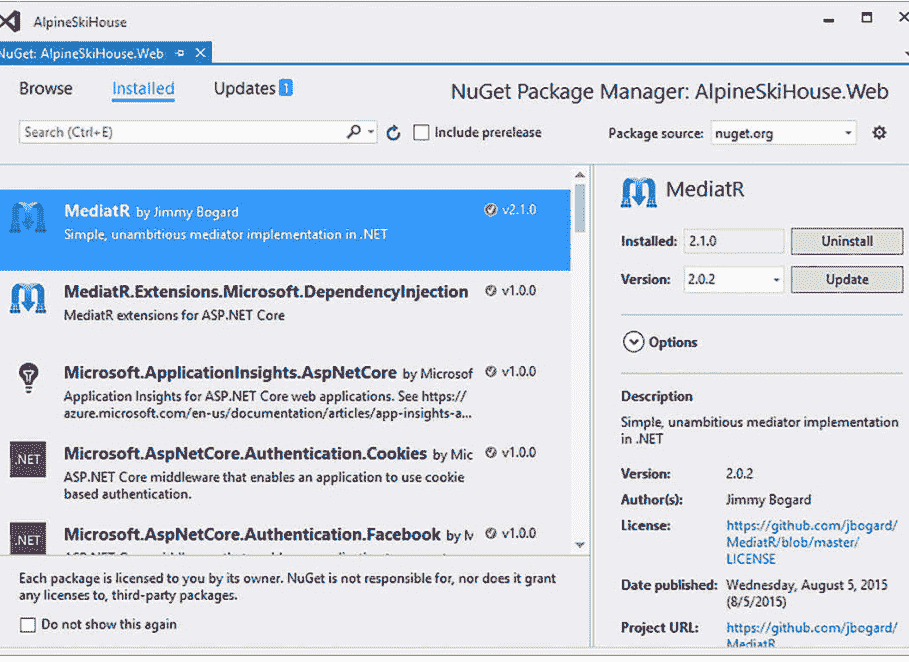 AlpineSkiHouse
NuGet: AlpineSkiHouse.Web
Browse Installed Updates 1
NuGet Package Manager: AlpineSkiHouse.Web
Search (Ctrl+E)
Include prerelease
Package source: nuget.org
MediatR by Jimmy Bogard v2.1.0
Simple, unambitious mediator implementation in .NET
MediatR.Extensions.Microsoft.DependencyInjection v1.0.0
MediatR extensions for ASP.NET Core
Microsoft.ApplicationInsights.AspNetCore by Microsof v1.0.0
Application Insights for ASP.NET Core web applications. See https://
azure.microsoft.com/en-us/documentation/articles/app-insights-a...
.NET
Microsoft.AspNetCore.Authentication.Cookies by Mic v1.0.0
ASP.NET Core middleware that enables an application to use cookie
based authentication.
.NET
Microsoft.AspNetCore.Authentication.Facebook by M v1.0.0
Each package is licensed to you by its owner. NuGet is not responsible for, nor does it grant
any licenses to, third-party packages.
Do not show this again
MediatR
Installed: 2.1.0 Uninstall
Version: 2.0.2 Update
Options
Description
Simple, unambitious mediator implementation
in .NET
Version: 2.0.2
Author(s): Jimmy Bogard
License: https://github.com/jbogard/
MediatR/blob/master/
LICENSE
Date published: Wednesday, August 5, 2015
(8/5/2015)
Project URL: https://github.com/jbogard/
MediatR